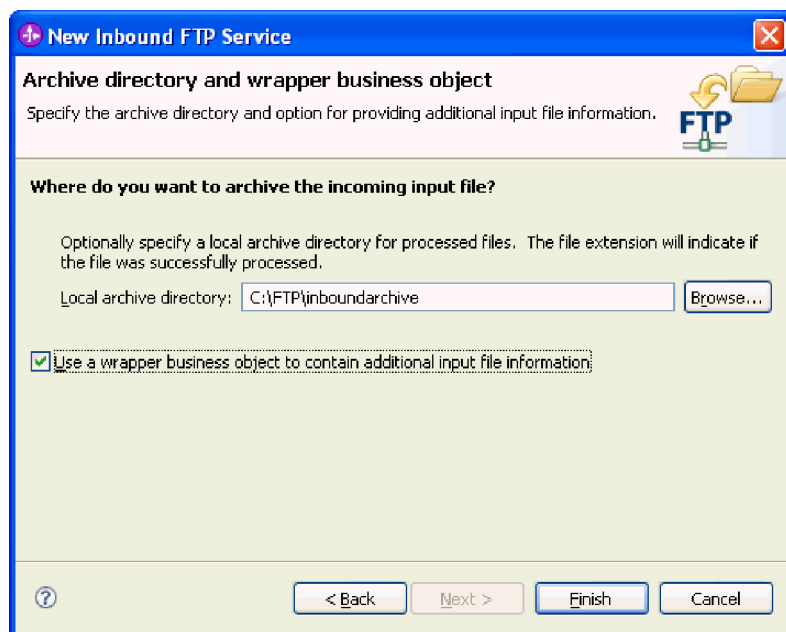 New Inbound FTP Service
Archive directory and wrapper business object
Specify the archive directory and option for providing additional input file information.
FTP
Where do you want to archive the incoming input file?
Optionally specify a local archive directory for processed files. The file extension will indicate if
the file was successfully processed.
Local archive directory: C:\FTP\inboundarchive Browse...
Use a wrapper business object to contain additional input file information
? < Back Next > Finish Cancel